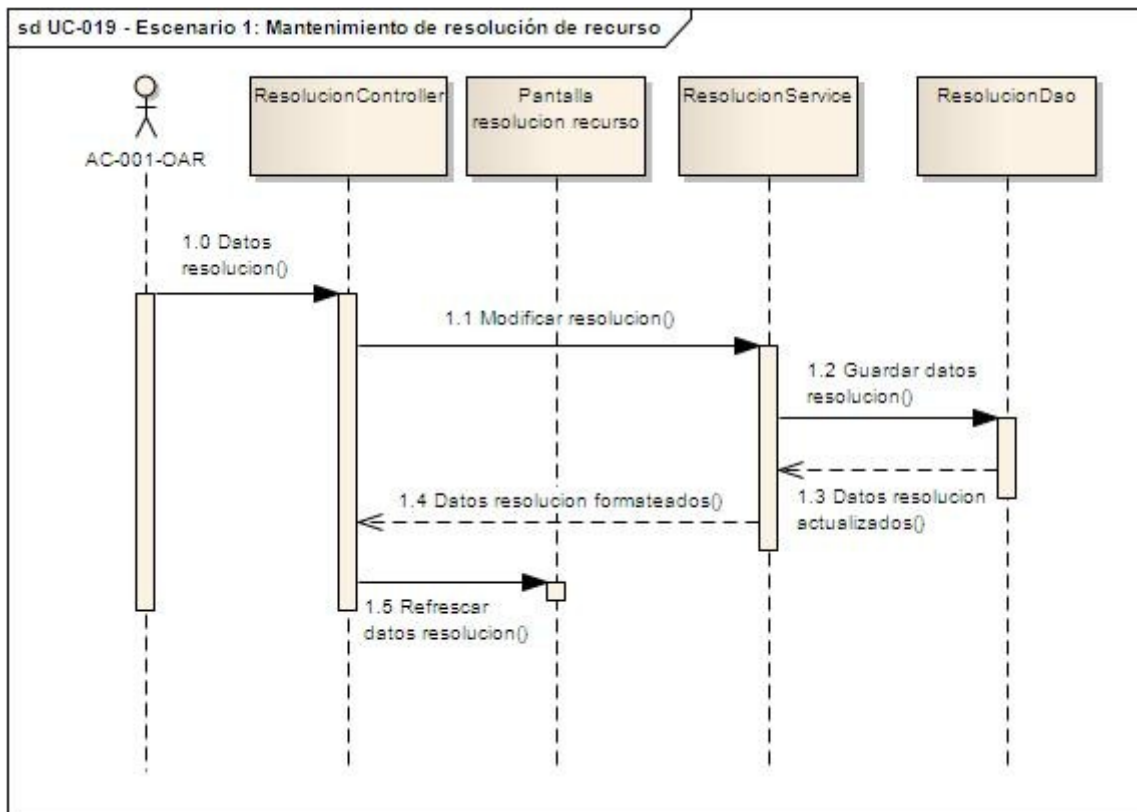 sd UC-019 - Escenario 1: Mantenimiento de resolución de recurso
AC-001-OAR
ResolucionController
Pantalla
resolucion recurso
ResolucionService
ResolucionDao
1.0 Datos
resolucion()
1.1 Modificar resolucion()
1.2 Guardar datos
resolucion()
1.3 Datos resolucion
actualizados()
1.4 Datos resolucion formateados()
1.5 Refrescar
datos resolucion()